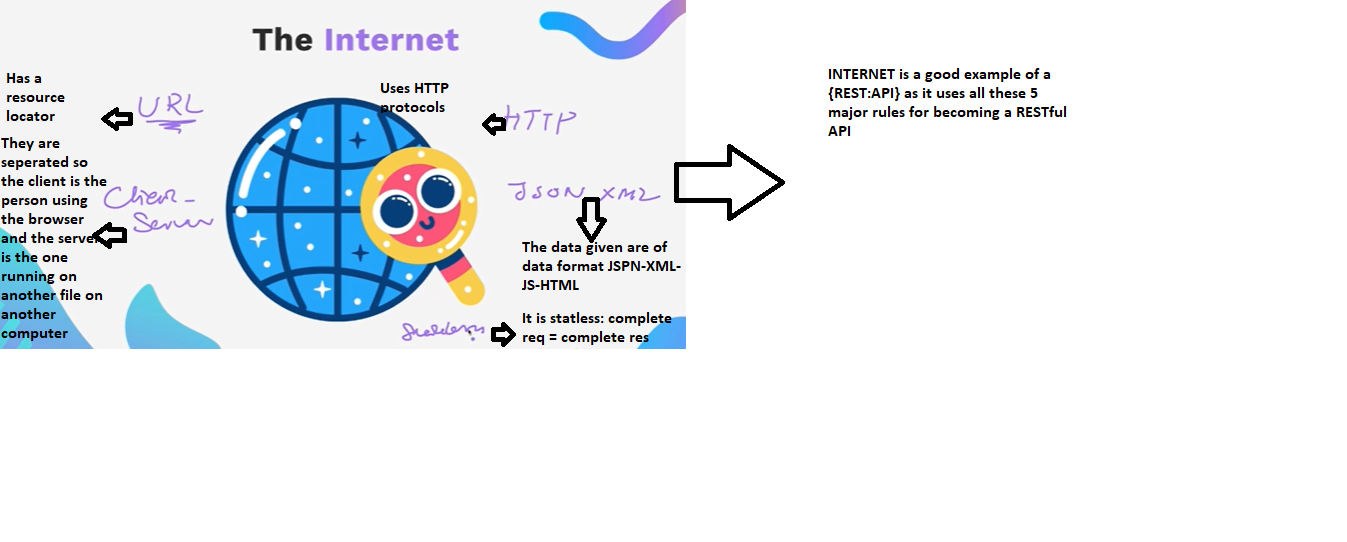 The Internet
Has a
resource
locator
URL
Uses HTTP
protocols
HTTP
They are
seperated so
the client is the
person using
the browser
and the server
is the one
running on
another file on
another
computer
Client-
Server
JSON XML
The data given are of
data format JSPN-XML-
JS-HTML
It is statless: complete
req = complete res
INTERNET is a good example of a
{REST:API} as it uses all these 5
major rules for becoming a RESTful
API